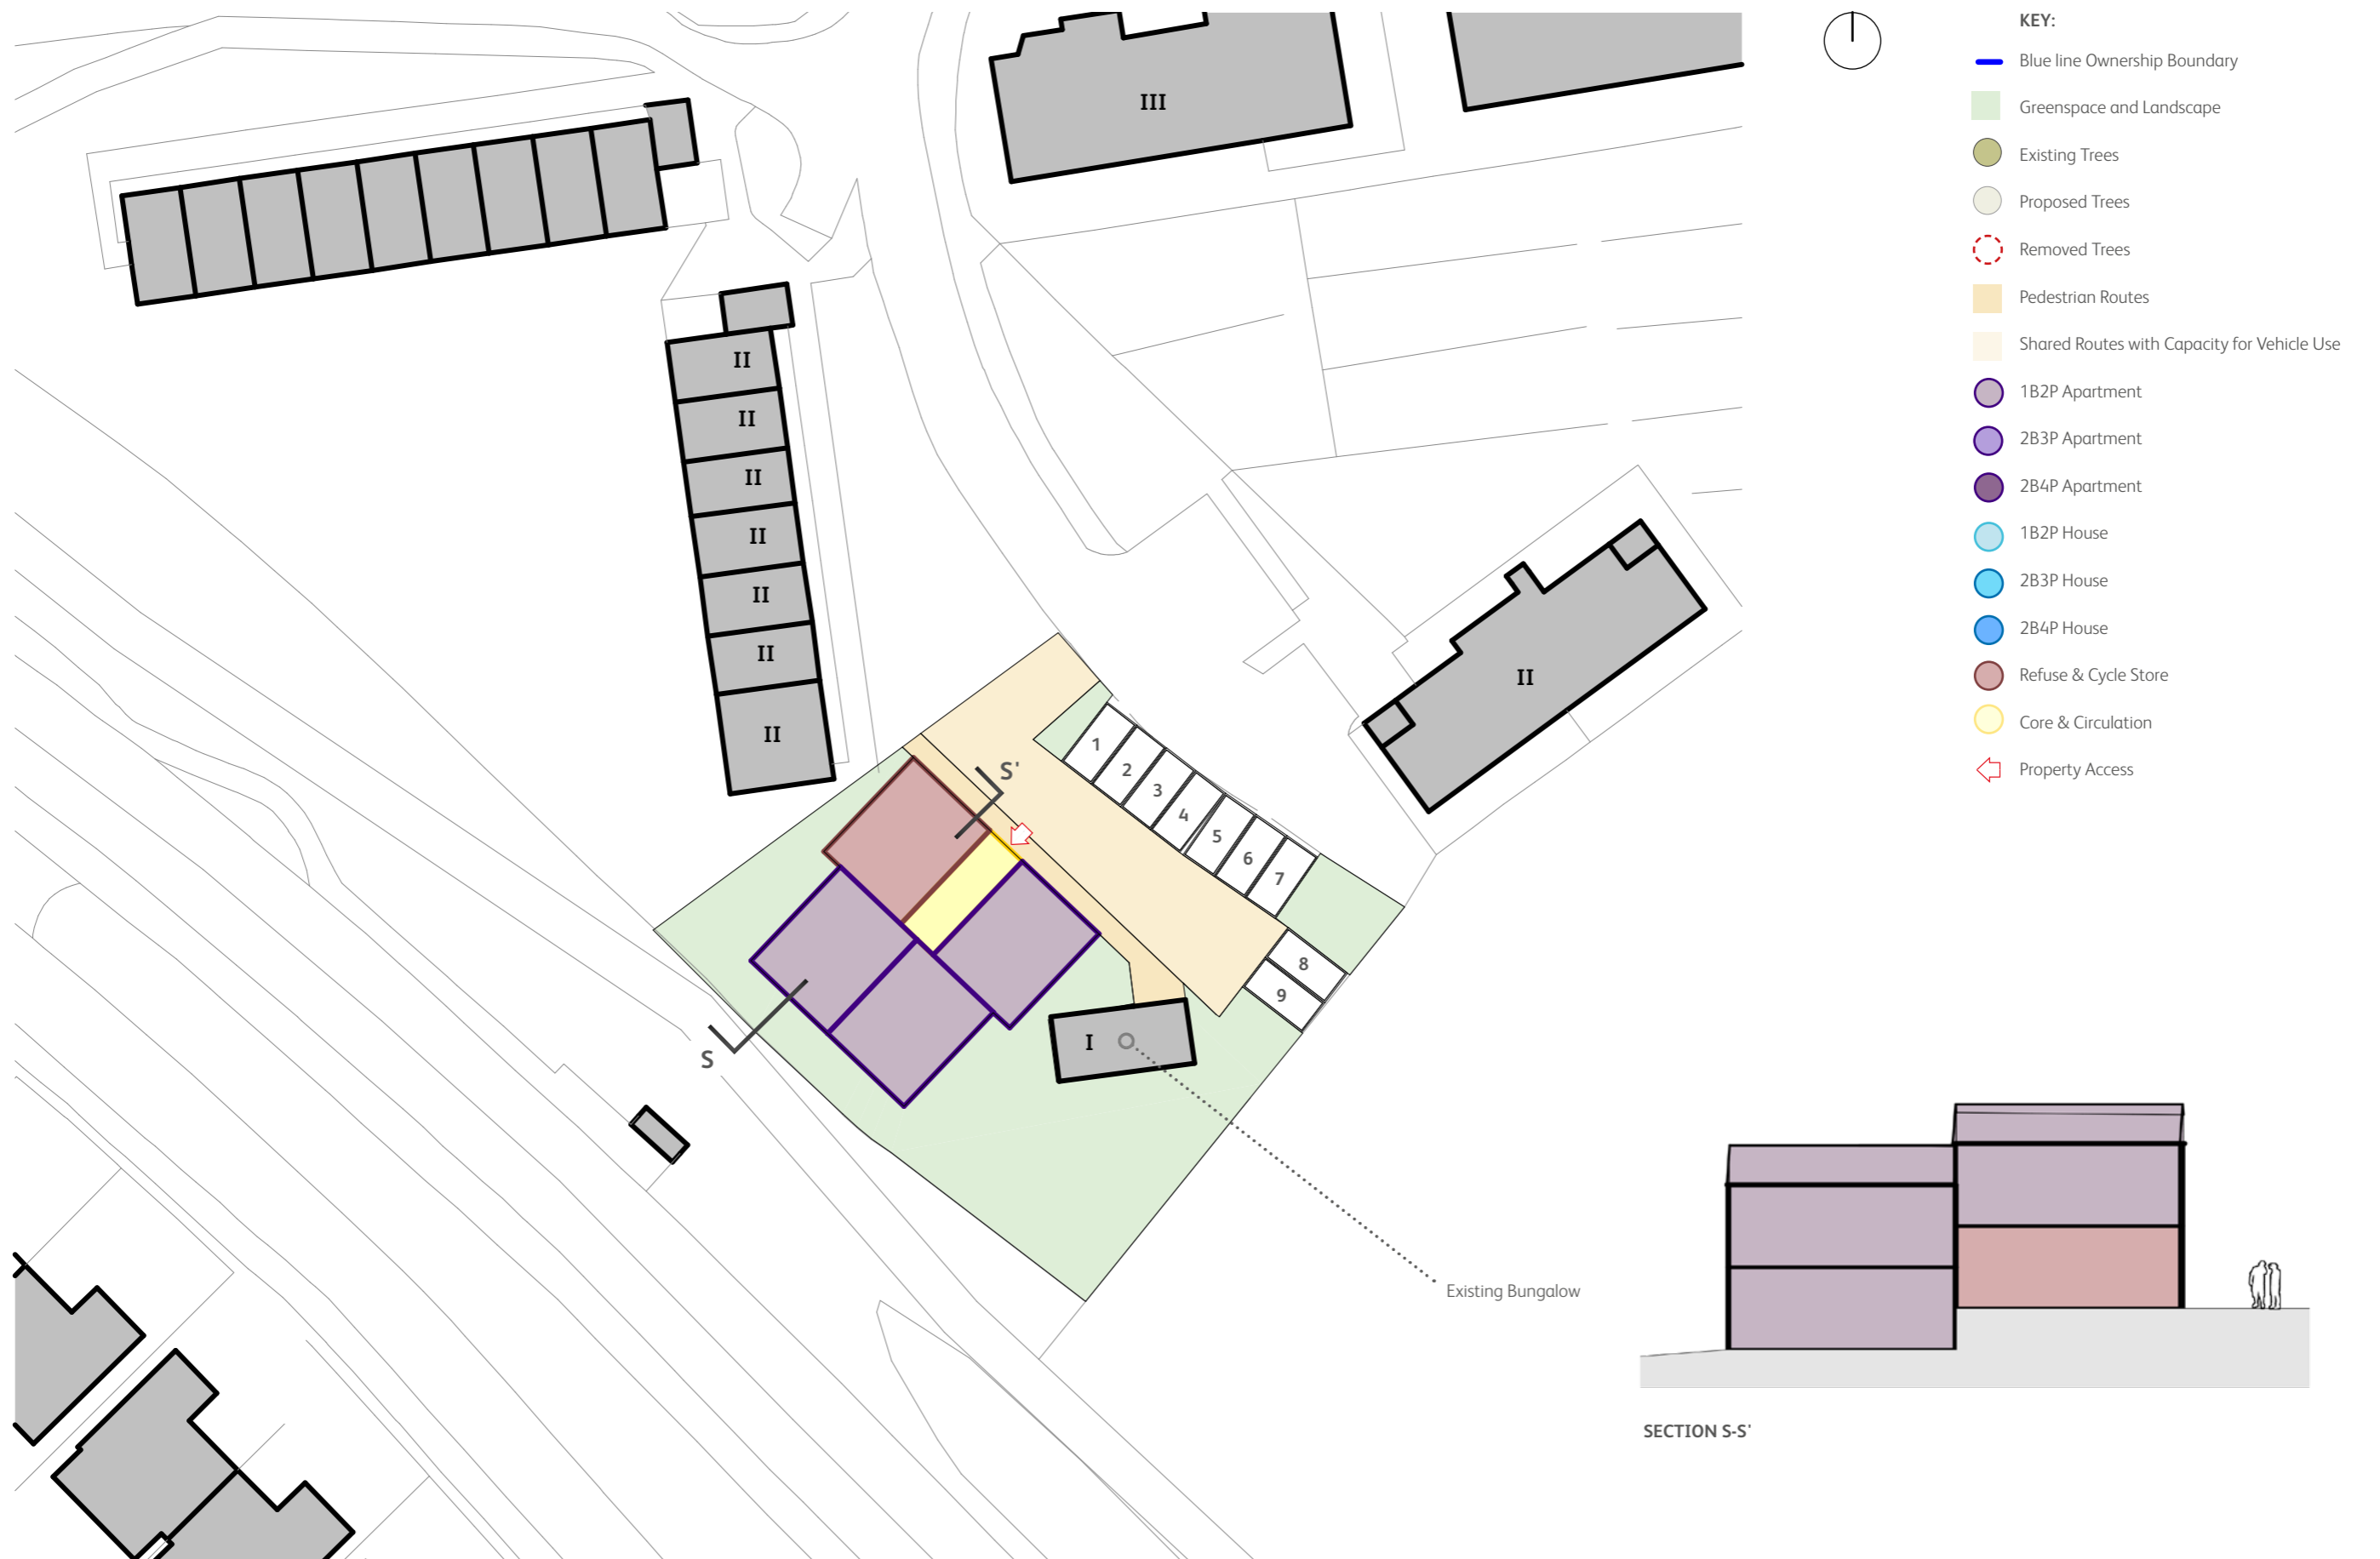 KEY:
Blue line Ownership Boundary
Greenspace and Landscape
Existing Trees
Proposed Trees
Removed Trees
Pedestrian Routes
Shared Routes with Capacity for Vehicle Use
1B2P Apartment
2B3P Apartment
2B4P Apartment
1B2P House
2B3P House
2B4P House
Refuse & Cycle Store
Core & Circulation
Property Access
III
II
II
II
II
II
II
II
II
S'
1
2
3
4
5
6
7
8
9
S
I
Existing Bungalow
SECTION S-S'